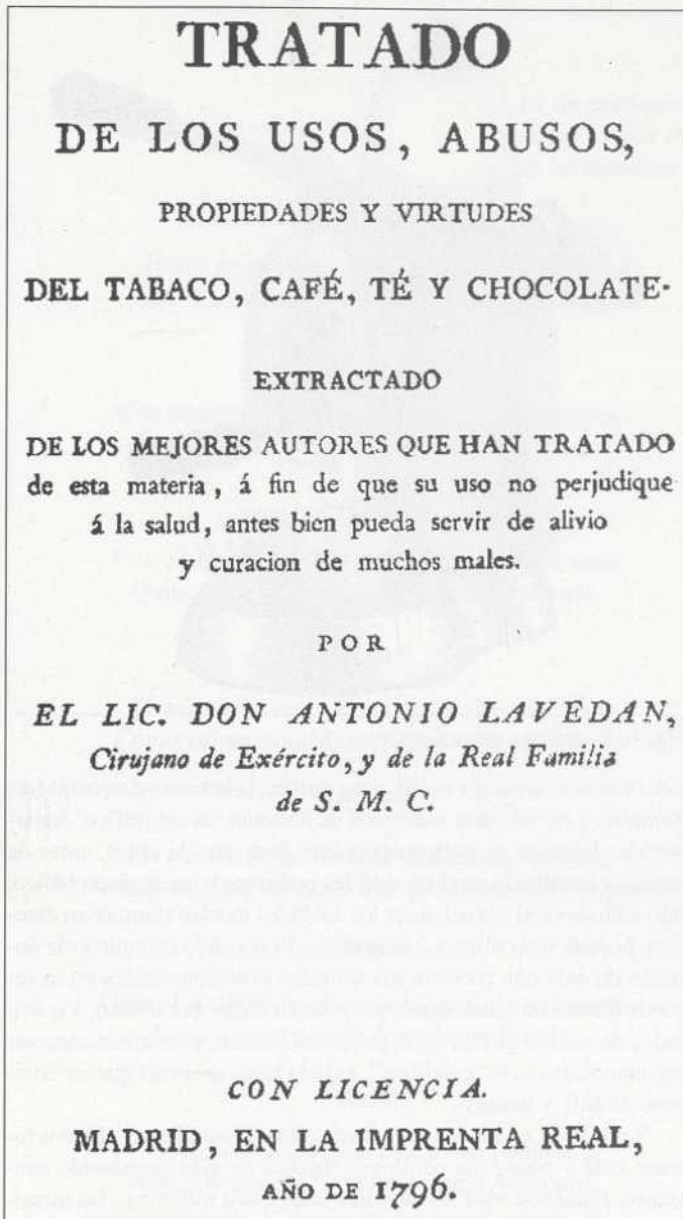 TRATADO
DE LOS USOS, ABUSOS,
PROPIEDADES Y VIRTUDES
DEL TABACO, CAFÉ, TÉ Y CHOCOLATE.
EXTRACTADO
DE LOS MEJORES AUTORES QUE HAN TRATADO
de esta materia, á fin de que su uso no perjudique
á la salud, antes bien pueda servir de alivio
y curacion de muchos males.
POR
EL LIC. DON ANTONIO LAVEDAN,
Cirujano de Exército, y de la Real Familia
de S. M. C.
CON LICENCIA.
MADRID, EN LA IMPRENTA REAL,
AÑO DE 1796.